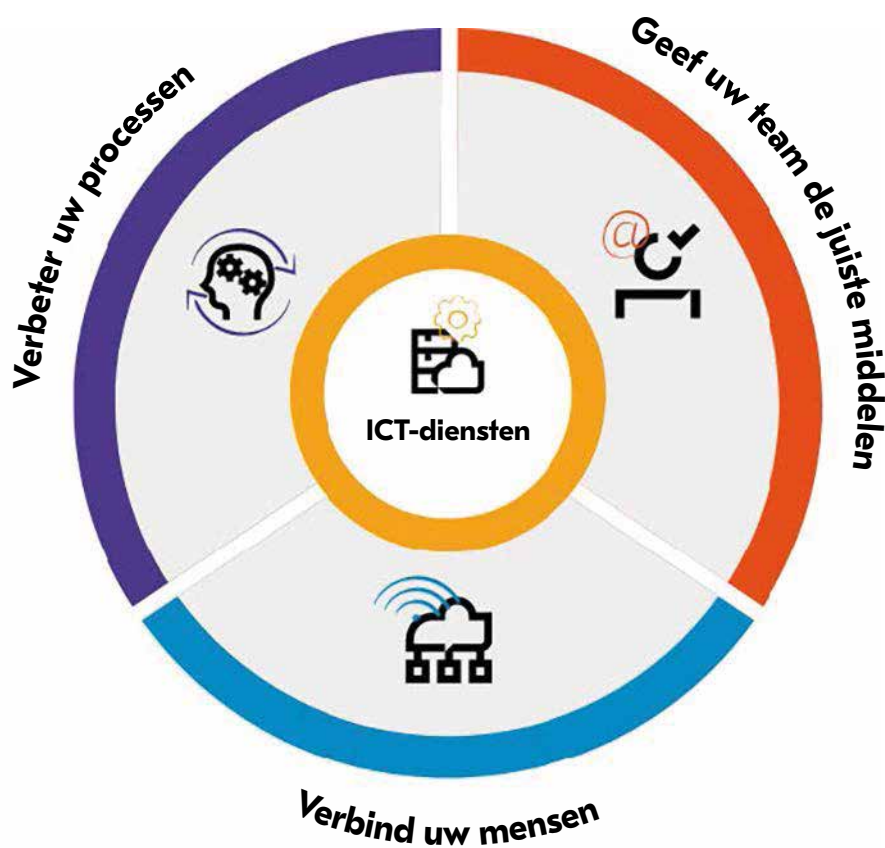 Verbeter uw processen
Geef uw team de juiste middelen
@
ICT-diensten
Verbind uw mensen